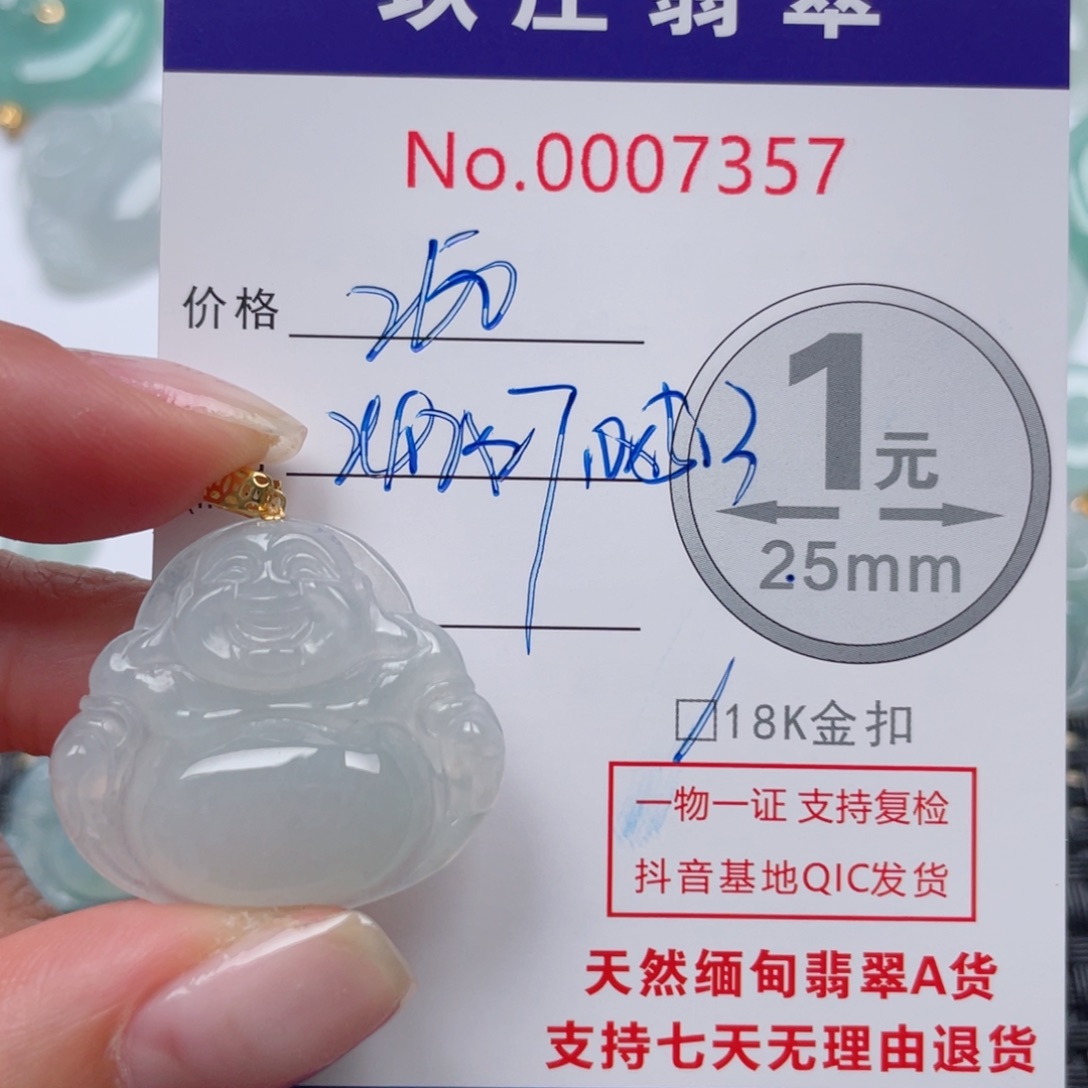 翡翠
No.0007357
价格
1元
25mm
18K金扣
一物一证 支持复检
抖音基地QIC发货
天然缅甸翡翠A货
支持七天无理由退货